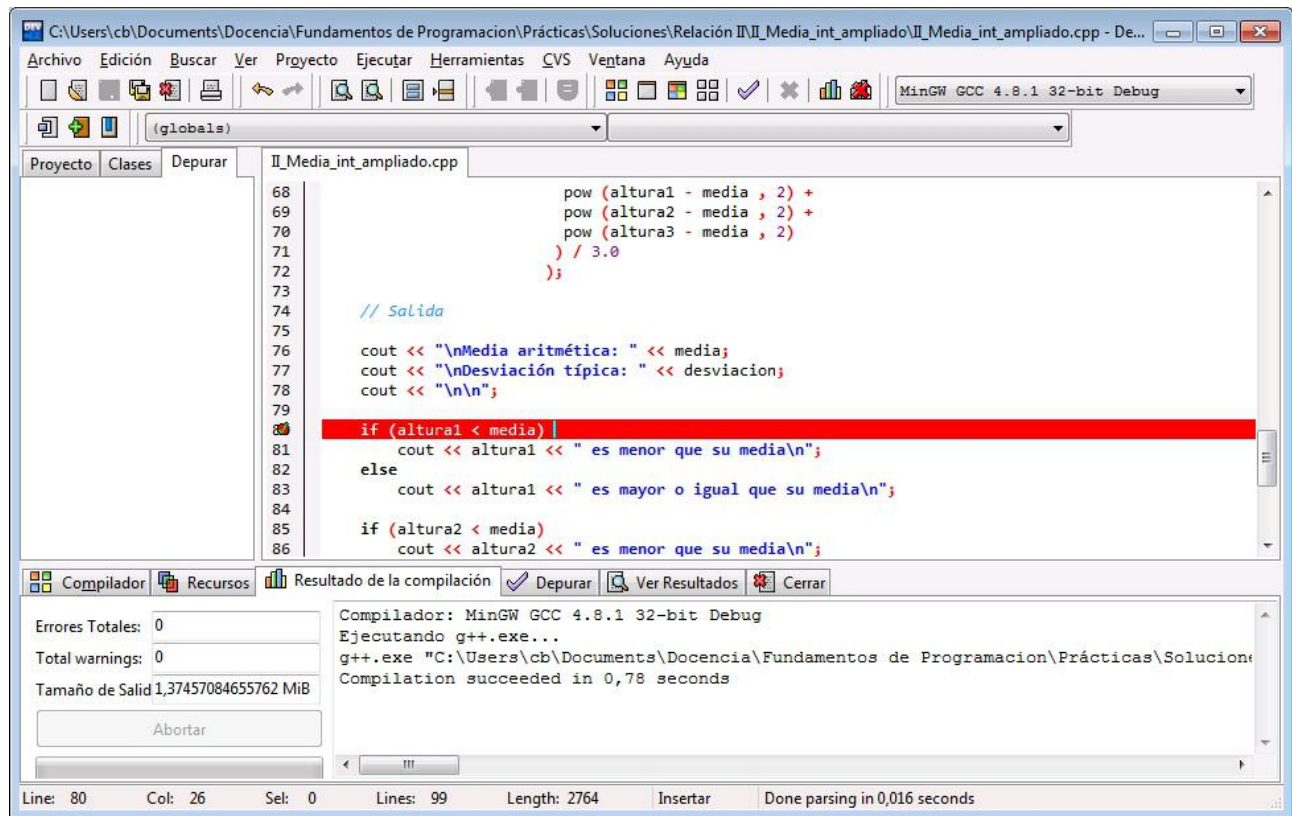 C:\Users\cb\Documents\Docencia\Fundamentos de Programacion\Prácticas\Soluciones\Relación II\II_Media_int_ampliado\II_Media_int_ampliado.cpp - De...
Archivo Edición Buscar Ver Proyecto Ejecutar Herramientas CVS Ventana Ayuda
MinGW GCC 4.8.1 32-bit Debug
(globals)
Proyecto Clases Depurar II_Media_int_ampliado.cpp
68 pow (altura1 - media , 2) +
69 pow (altura2 - media , 2) +
70 pow (altura3 - media , 2)
71 ) / 3.0
72 );
73
74 // Salida
75
76 cout << "\nMedia aritmética: " << media;
77 cout << "\nDesviación típica: " << desviacion;
78 cout << "\n\n";
79
if (altura1 < media)
81 cout << altura1 << " es menor que su media\n";
82 else
83 cout << altura1 << " es mayor o igual que su media\n";
84
85 if (altura2 < media)
86 cout << altura2 << " es menor que su media\n";
Compilador Recursos Resultado de la compilación Depurar Ver Resultados Cerrar
Errores Totales: 0
Total warnings: 0
Tamaño de Salid 1,37457084655762 MiB
Abortar
Compilador: MinGW GCC 4.8.1 32-bit Debug
Ejecutando g++.exe...
g++.exe "C:\Users\cb\Documents\Docencia\Fundamentos de Programacion\Prácticas\Solucione
Compilation succeeded in 0,78 seconds
Line: 80 Col: 26 Sel: 0 Lines: 99 Length: 2764 Insertar Done parsing in 0,016 seconds